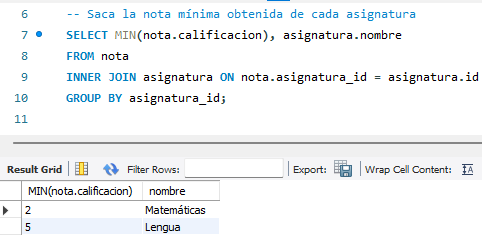 6 -- Saca la nota mínima obtenida de cada asignatura
7 SELECT MIN(nota.calificacion), asignatura.nombre
8 FROM nota
9 INNER JOIN asignatura ON nota.asignatura_id = asignatura.id
10 GROUP BY asignatura_id;
11
Result Grid Filter Rows: Export: Wrap Cell Content: IA
MIN(nota.calificacion) nombre
2 Matemáticas
5 Lengua